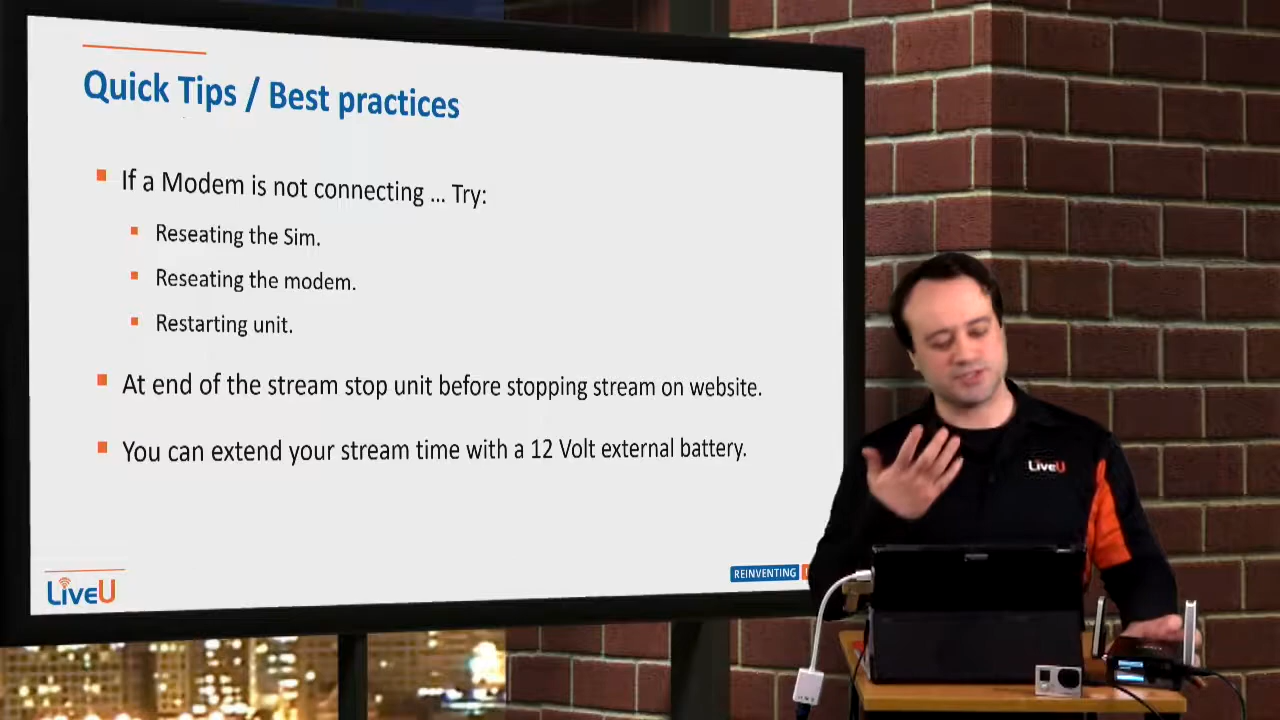 Quick Tips / Best practices
If a Modem is not connecting ... Try:
Reseating the Sim.
Reseating the modem.
Restarting unit.
At end of the stream stop unit before stopping stream on website.
You can extend your stream time with a 12 Volt external battery.
LiveU
REINVENTING
LiveU